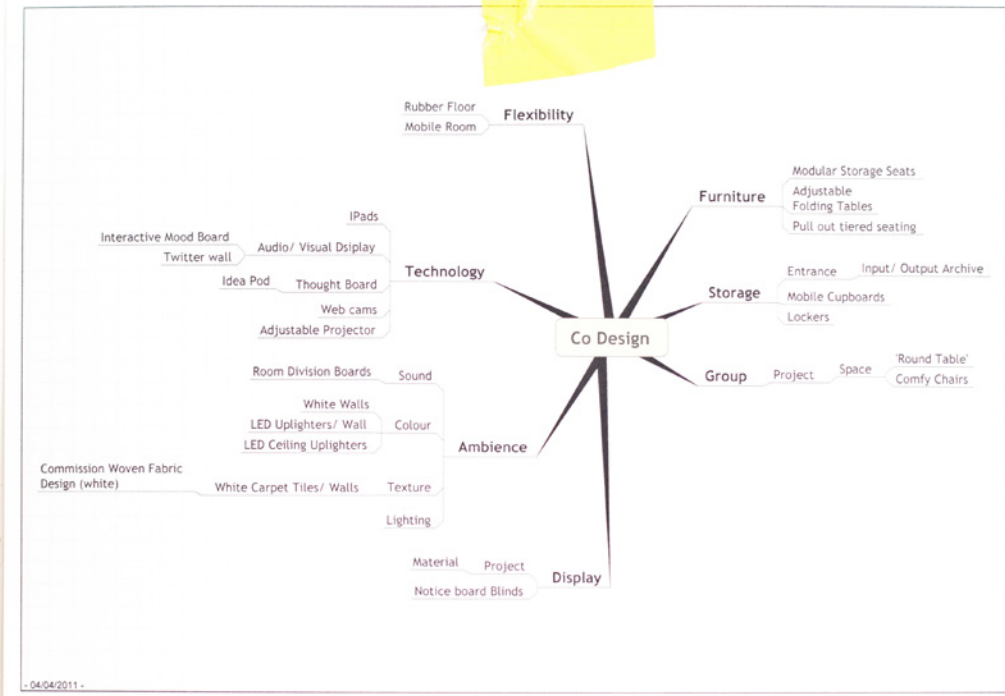 Flexibility
Rubber Floor
Mobile Room
Furniture
Modular Storage Seats
Adjustable
Folding Tables
Pull out tiered seating
Technology
IPads
Audio/ Visual Dsiplay
Interactive Mood Board
Twitter wall
Thought Board
Idea Pod
Web cams
Adjustable Projector
Storage
Entrance
Input/ Output Archive
Mobile Cupboards
Lockers
Co Design
Group
Project
Space
'Round Table'
Comfy Chairs
Ambience
Sound
Room Division Boards
Colour
White Walls
LED Uplighters/ Wall
LED Ceiling Uplighters
Texture
White Carpet Tiles/ Walls
Commission Woven Fabric
Design (white)
Lighting
Display
Project
Material
Notice board Blinds
- 04/04/2011 -